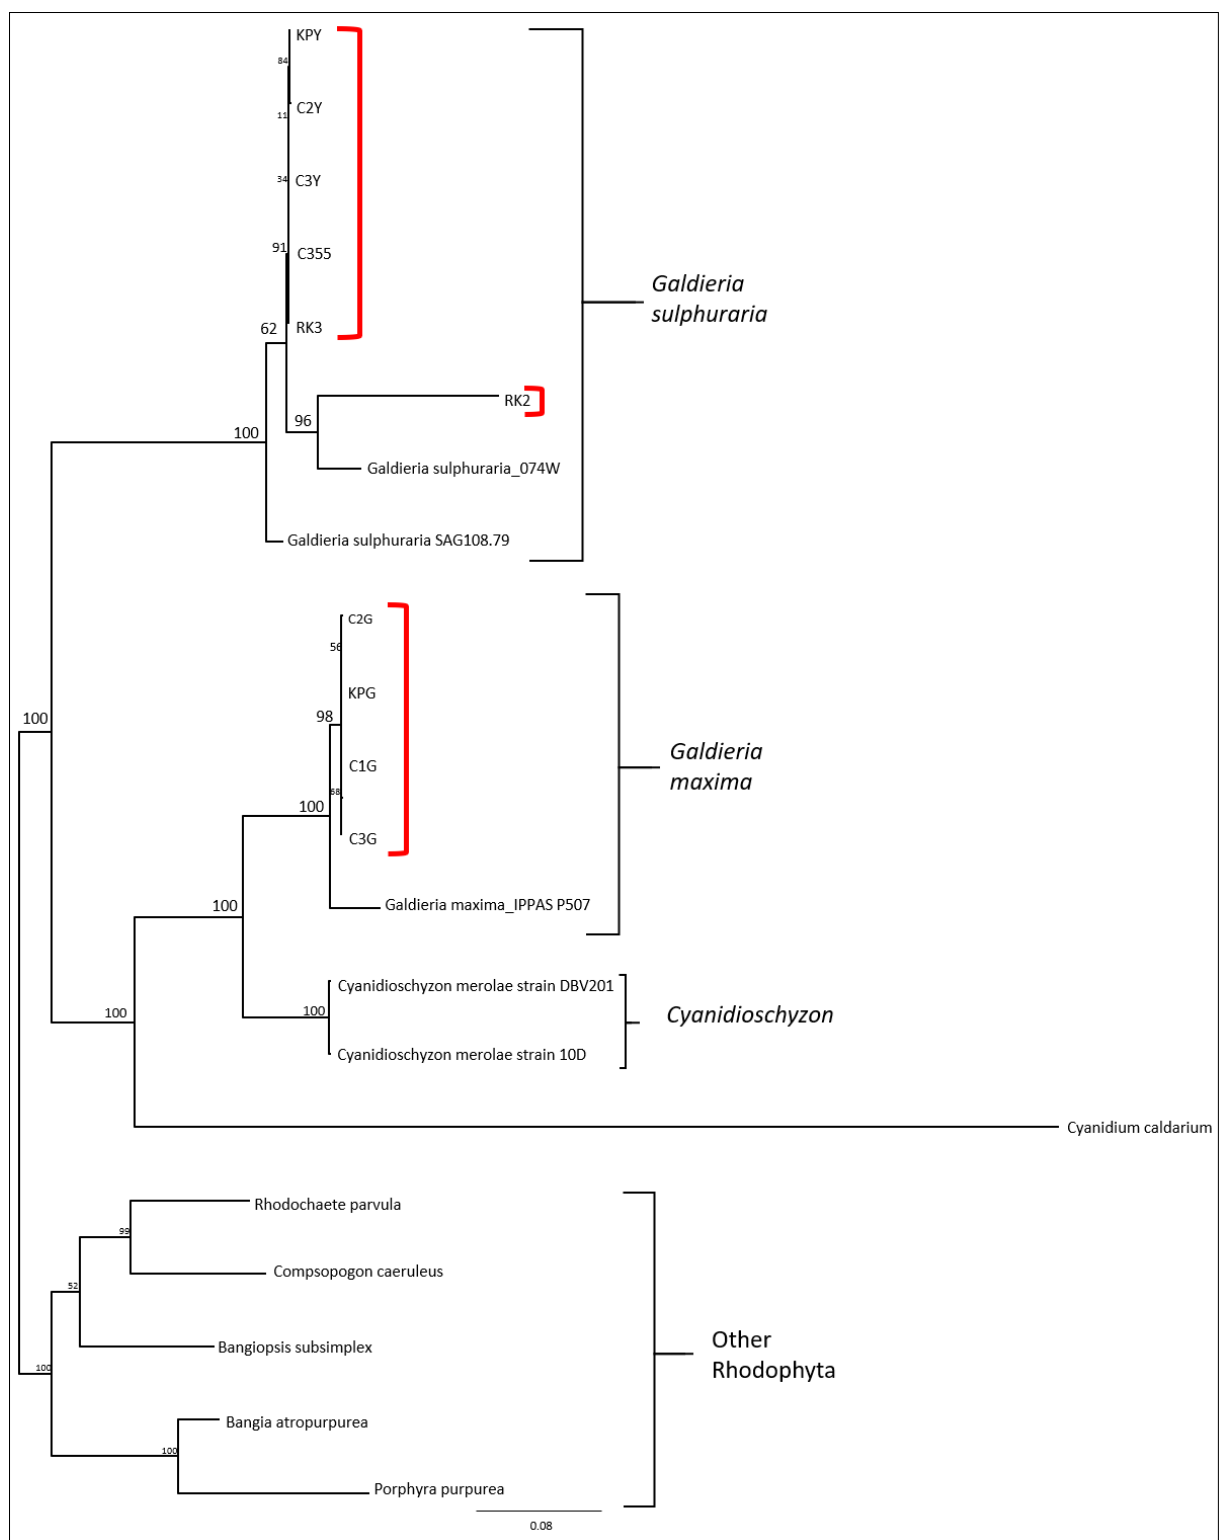 KPY
84
C2Y
11
34
C3Y
91
C355
RK3
62
Galdieria
sulphuraria
RK2
96
100
Galdieria sulphuraria_074W
Galdieria sulphuraria SAG108.79
C2G
56
KPG
98
100
Galdieria
maxima
C1G
68
100
C3G
100
Galdieria maxima_IPPAS P507
Cyanidioschyzon merolae strain DBV201
100
100
Cyanidioschyzon
Cyanidioschyzon merolae strain 10D
Cyanidium caldarium
Rhodochaete parvula
99
Compsopogon caeruleus
52
Bangiopsis subsimplex
Other
Rhodophyta
100
Bangia atropurpurea
100
Porphyra purpurea
0.08